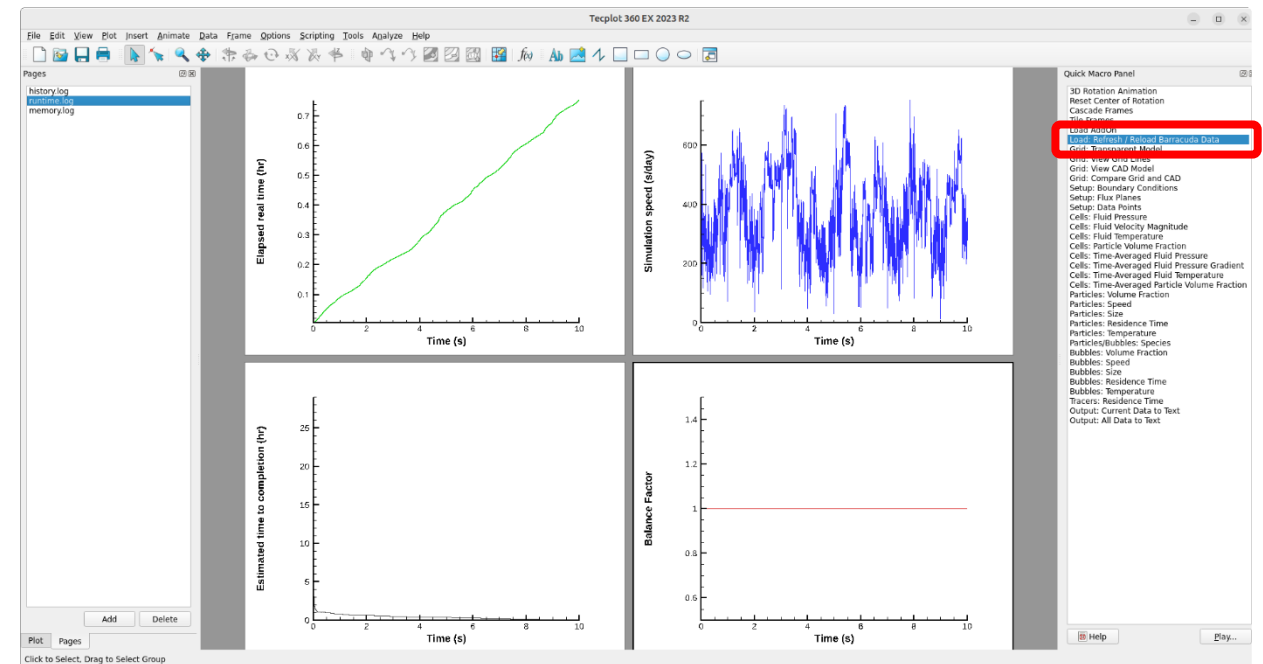 Tecplot 360 EX 2023 R2
File Edit View Plot Insert Animate Data Frame Options Scripting Tools Analyze Help
Pages
history.log
runtime.log
memory.log
Add Delete
Plot Pages
Click to Select, Drag to Select Group
Elapsed real time (hr)
0.7
0.6
0.5
0.4
0.3
0.2
0.1
0 2 4 6 8 10
Time (s)
Simulation speed (s/day)
600
400
200
0
0 2 4 6 8 10
Time (s)
Estimated time to completion (hr)
25
20
15
10
5
0
0 2 4 6 8 10
Time (s)
Balance Factor
1.4
1.2
1
0.8
0.6
0 2 4 6 8 10
Time (s)
Quick Macro Panel
3D Rotation Animation
Reset Center of Rotation
Cascade Frames
Tile Frames
Load AddOn
Load: Refresh / Reload Barracuda Data
Grid: Transparent Model
Grid: View Grid Lines
Grid: View CAD Model
Grid: Compare Grid and CAD
Setup: Boundary Conditions
Setup: Flux Planes
Setup: Data Points
Cells: Fluid Pressure
Cells: Fluid Velocity Magnitude
Cells: Fluid Temperature
Cells: Particle Volume Fraction
Cells: Time-Averaged Fluid Pressure
Cells: Time-Averaged Fluid Pressure Gradient
Cells: Time-Averaged Fluid Temperature
Cells: Time-Averaged Particle Volume Fraction
Particles: Volume Fraction
Particles: Speed
Particles: Size
Particles: Residence Time
Particles: Temperature
Particles/Bubbles: Species
Bubbles: Volume Fraction
Bubbles: Speed
Bubbles: Size
Bubbles: Residence Time
Bubbles: Temperature
Tracers: Residence Time
Output: Current Data to Text
Output: All Data to Text
Help Play...